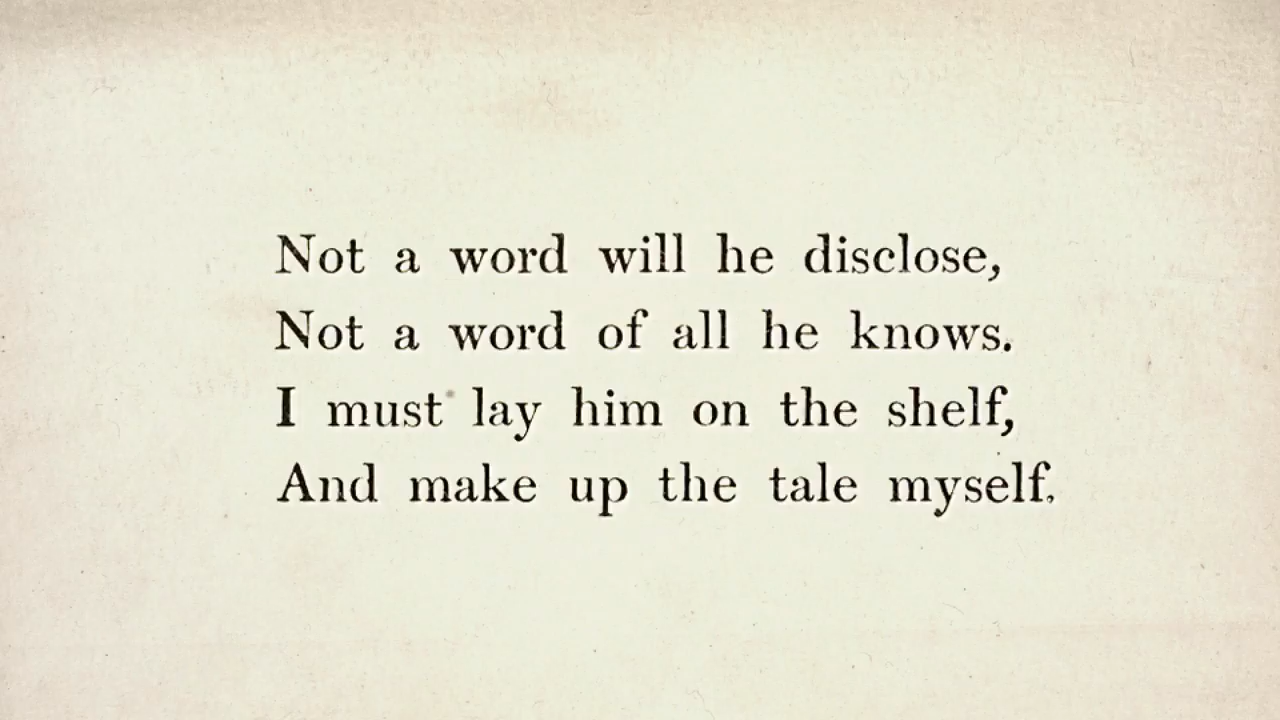 Not a word will he disclose,
Not a word of all he knows.
I must lay him on the shelf,
And make up the tale myself.